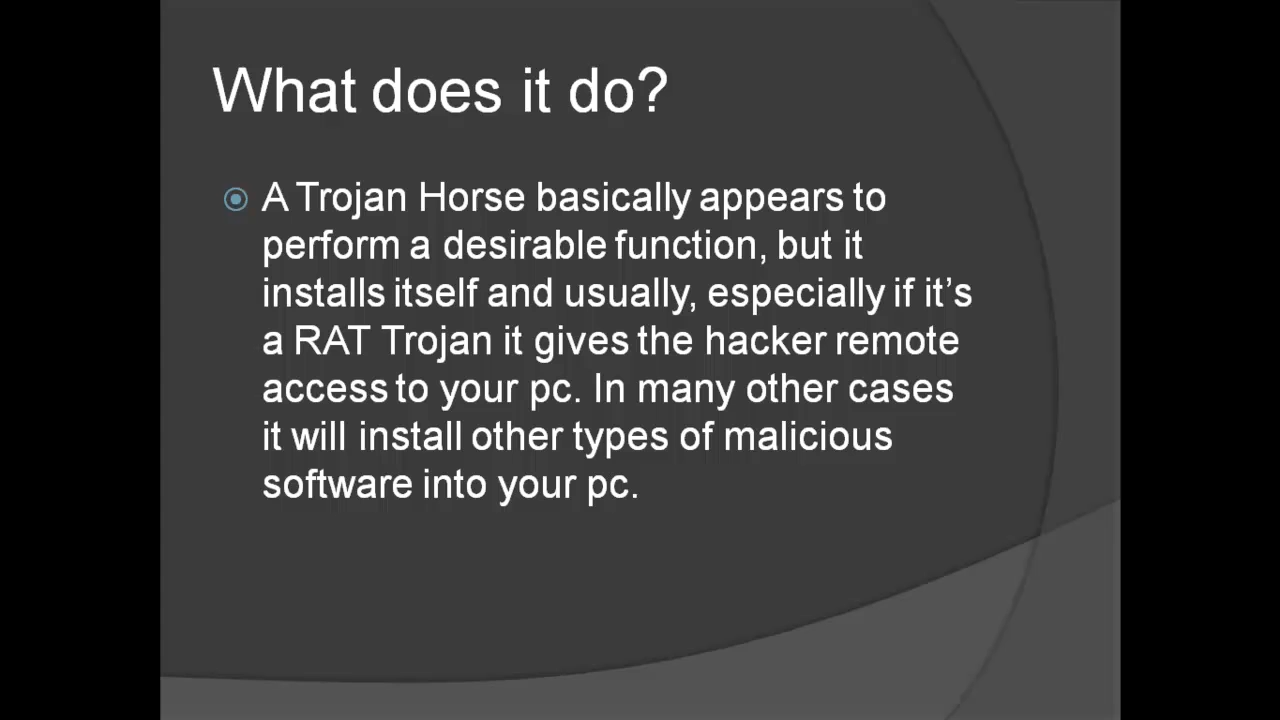 What does it do?
A Trojan Horse basically appears to
perform a desirable function, but it
installs itself and usually, especially if it’s
a RAT Trojan it gives the hacker remote
access to your pc. In many other cases
it will install other types of malicious
software into your pc.